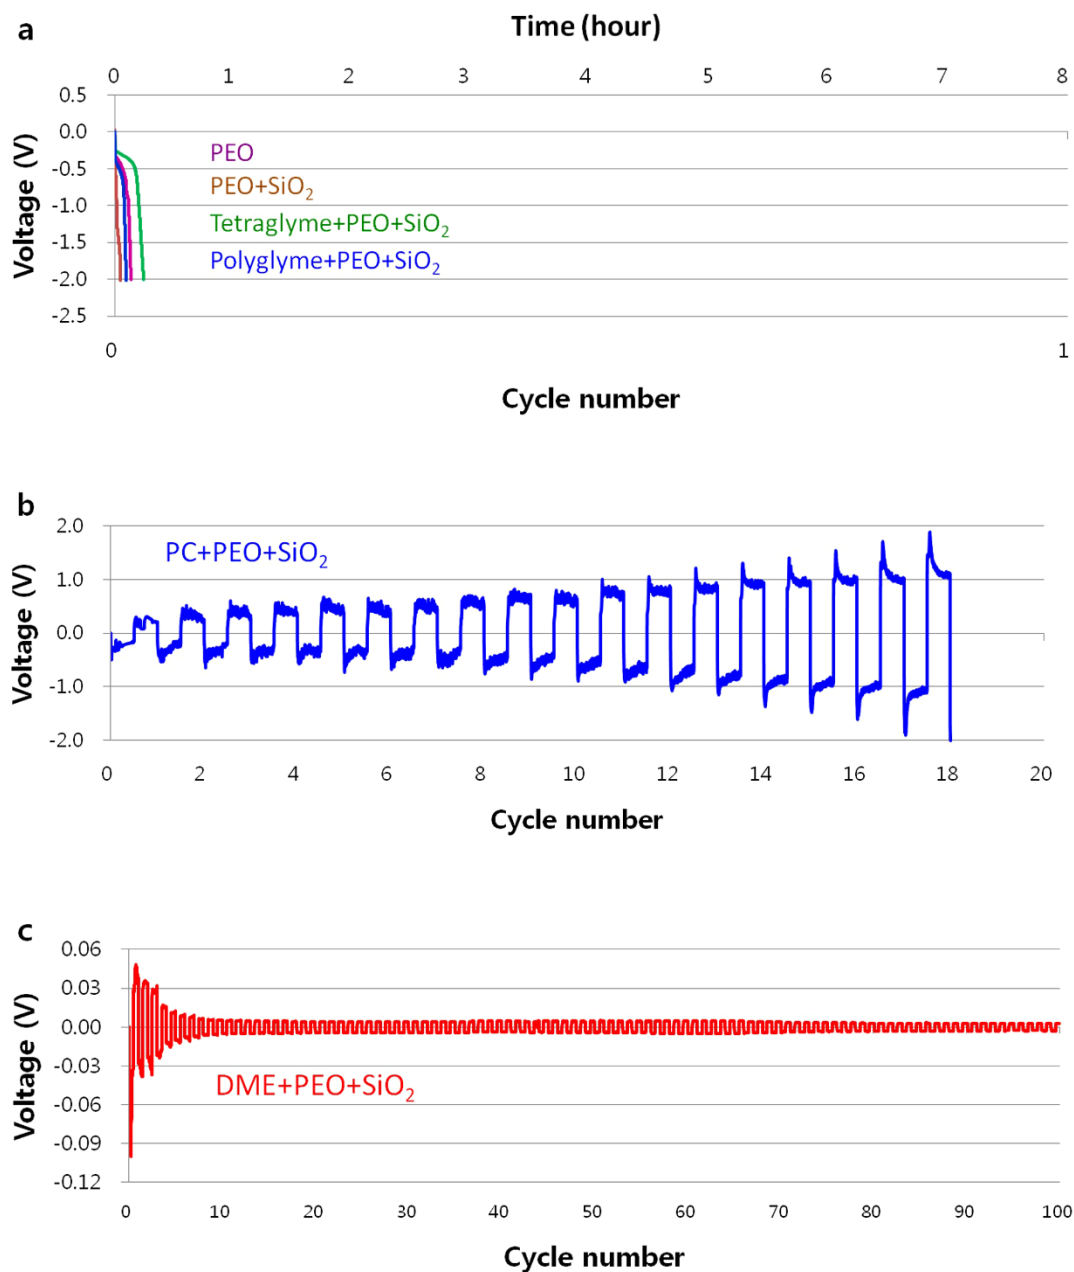 a
Time (hour)
0 1 2 3 4 5 6 7 8
0.5
0.0
-0.5
-1.0
-1.5
-2.0
-2.5
Voltage (V)
PEO
PEO+SiO₂
Tetraglyme+PEO+SiO₂
Polyglyme+PEO+SiO₂
0 1
Cycle number
b
2.0
1.0
0.0
-1.0
-2.0
Voltage (V)
PC+PEO+SiO₂
0 2 4 6 8 10 12 14 16 18 20
Cycle number
c
0.06
0.03
0.00
-0.03
-0.06
-0.09
-0.12
Voltage (V)
DME+PEO+SiO₂
0 10 20 30 40 50 60 70 80 90 100
Cycle number